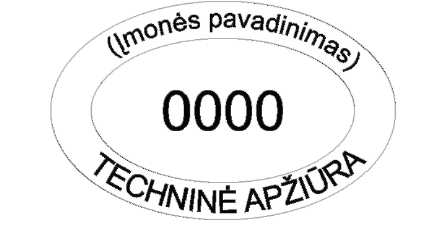 (Įmonės pavadinimas)
0000
TECHNINĖ APŽIŪRA